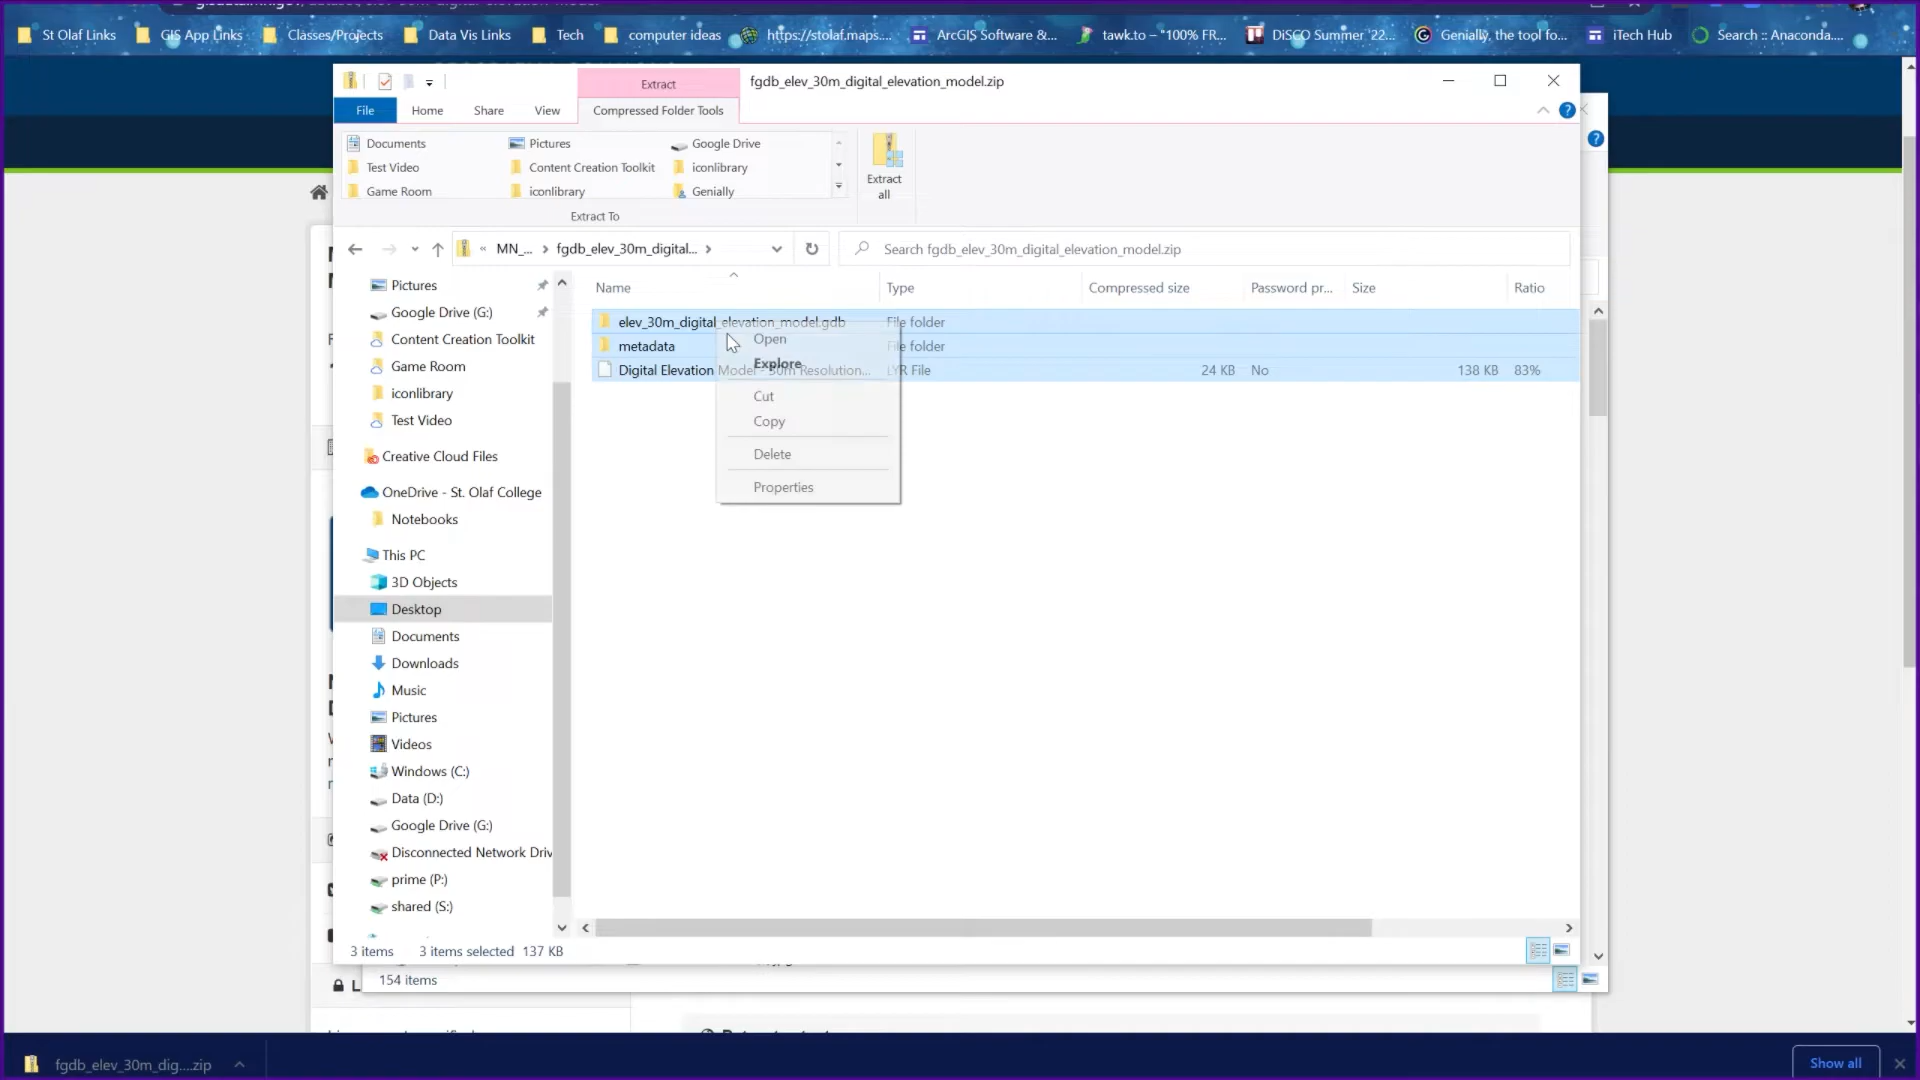 St Olaf Links
GIS App Links
Classes/Projects
Data Vis Links
Tech
computer ideas
https://stolaf.maps....
ArcGIS Software &...
tawk.to – "100% FR...
DiSCO Summer '22...
Genially, the tool fo...
iTech Hub
Search :: Anaconda....
Extract
fgdb_elev_30m_digital_elevation_model.zip
File
Home
Share
View
Compressed Folder Tools
Documents
Pictures
Google Drive
Test Video
Content Creation Toolkit
iconlibrary
Game Room
iconlibrary
Genially
Extract
all
Extract To
« MN_... › fgdb_elev_30m_digital... ›
Search fgdb_elev_30m_digital_elevation_model.zip
Name
Type
Compressed size
Password pr...
Size
Ratio
elev_30m_digital_elevation_model.gdb
File folder
metadata
File folder
Digital Elevation Model - 30m Resolution...
LYR File
24 KB
No
138 KB
83%
Open
Explore
Cut
Copy
Delete
Properties
Pictures
Google Drive (G:)
Content Creation Toolkit
Game Room
iconlibrary
Test Video
Creative Cloud Files
OneDrive - St. Olaf College
Notebooks
This PC
3D Objects
Desktop
Documents
Downloads
Music
Pictures
Videos
Windows (C:)
Data (D:)
Google Drive (G:)
Disconnected Network Driv
prime (P:)
shared (S:)
3 items
3 items selected 137 KB
154 items
fgdb_elev_30m_dig....zip
Show all